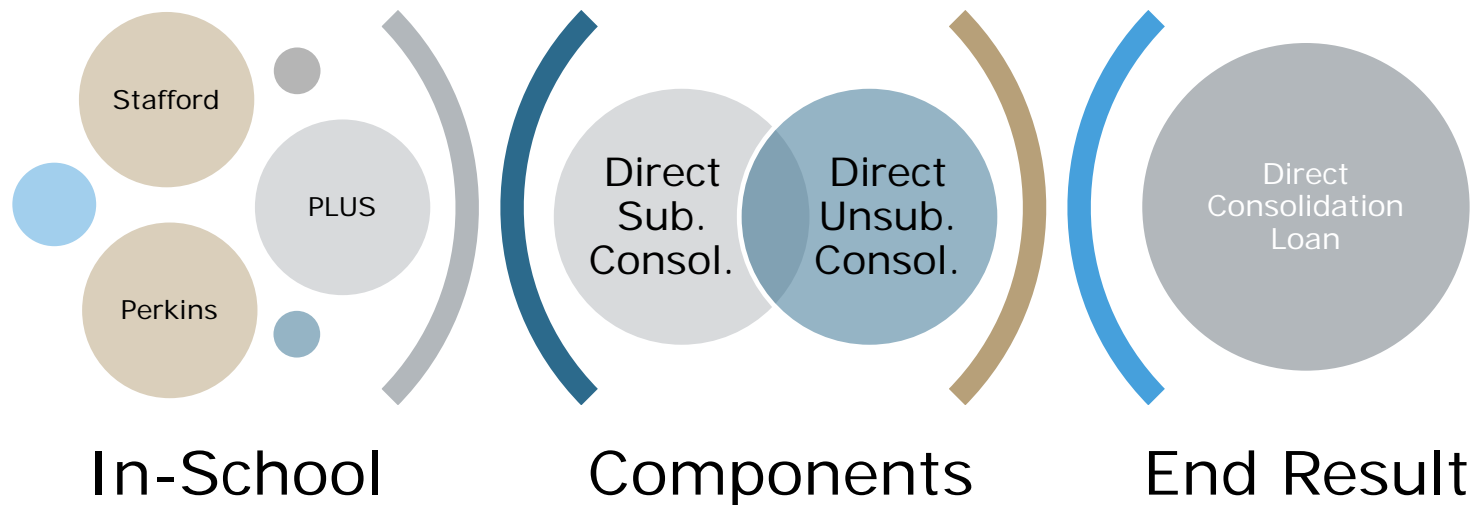 Stafford
PLUS
Perkins
Direct
Sub.
Consol.
Direct
Unsub.
Consol.
Direct
Consolidation
Loan
In-School
Components
End Result